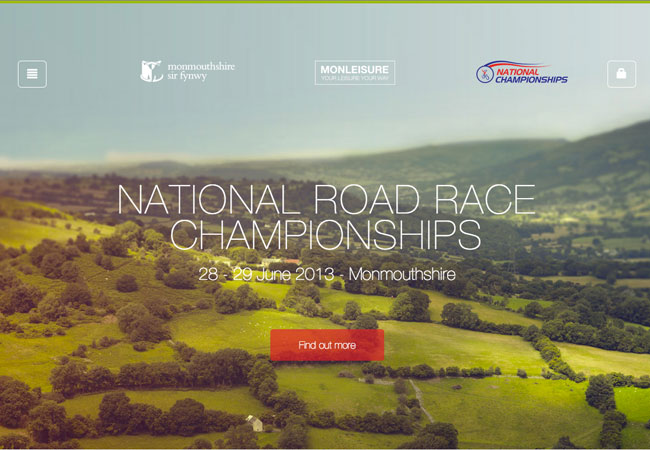 monmouthshire
sir fynwy
MONLEISURE
YOUR LEISURE YOUR WAY
NATIONAL
CHAMPIONSHIPS
NATIONAL ROAD RACE
CHAMPIONSHIPS
28 - 29 June 2013 - Monmouthshire
Find out more